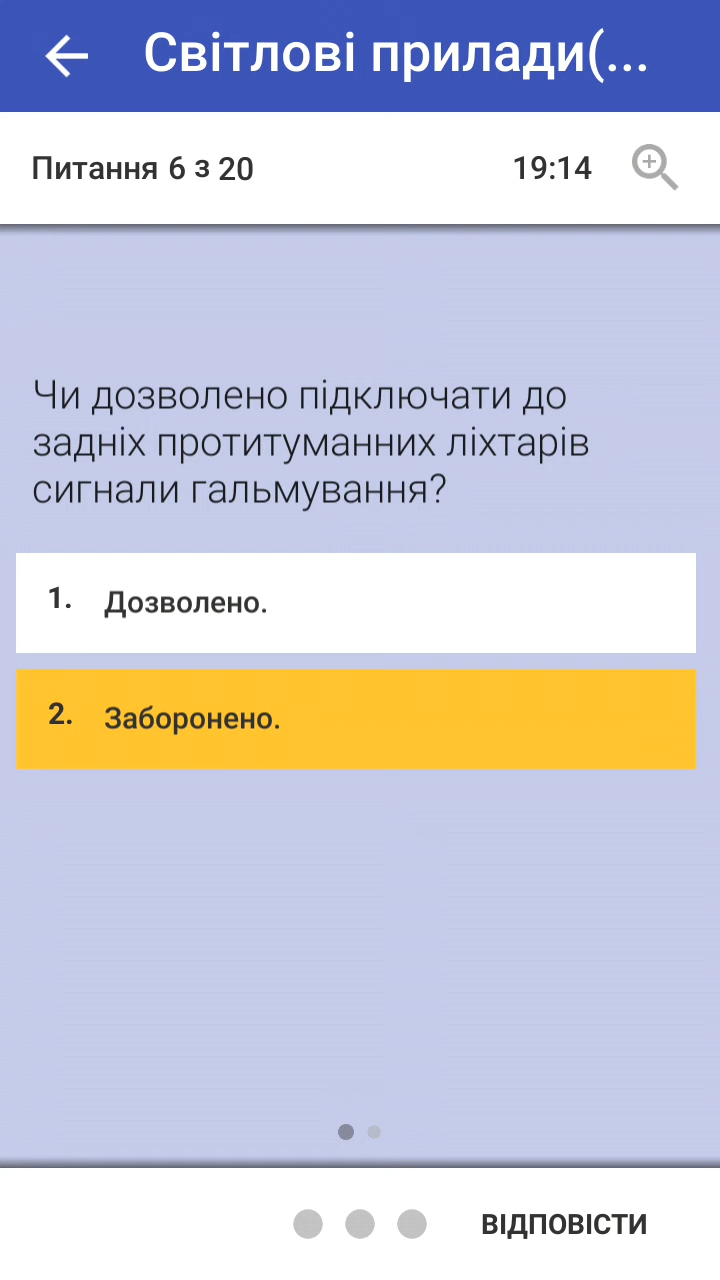 Світлові прилади(...
Питання 6 з 20
19:14
Чи дозволено підключати до
задніх протитуманних ліхтарів
сигнали гальмування?
1. Дозволено.
2. Заборонено.
ВІДПОВІСТИ